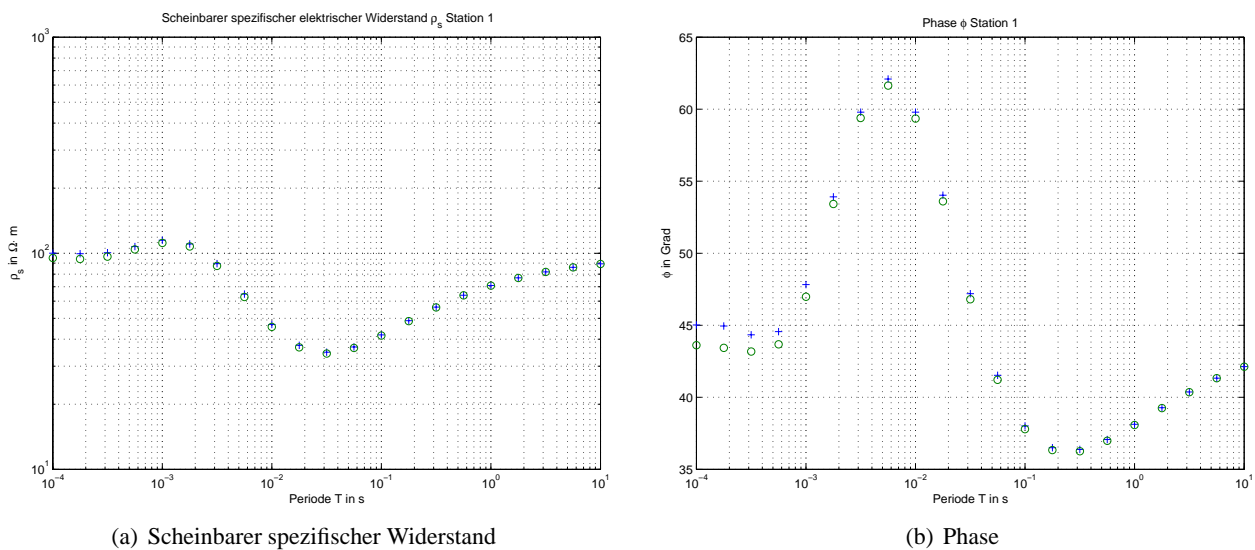 Scheinbarer spezifischer elektrischer Widerstand ρs Station 1
10^3
10^2
10^1
ρs in Ω· m
10^−4
10^−3
10^−2
10^−1
10^0
10^1
Periode T in s
(a) Scheinbarer spezifischer Widerstand
Phase ϕ Station 1
65
60
55
50
45
40
35
ϕ in Grad
10^−4
10^−3
10^−2
10^−1
10^0
10^1
Periode T in s
(b) Phase